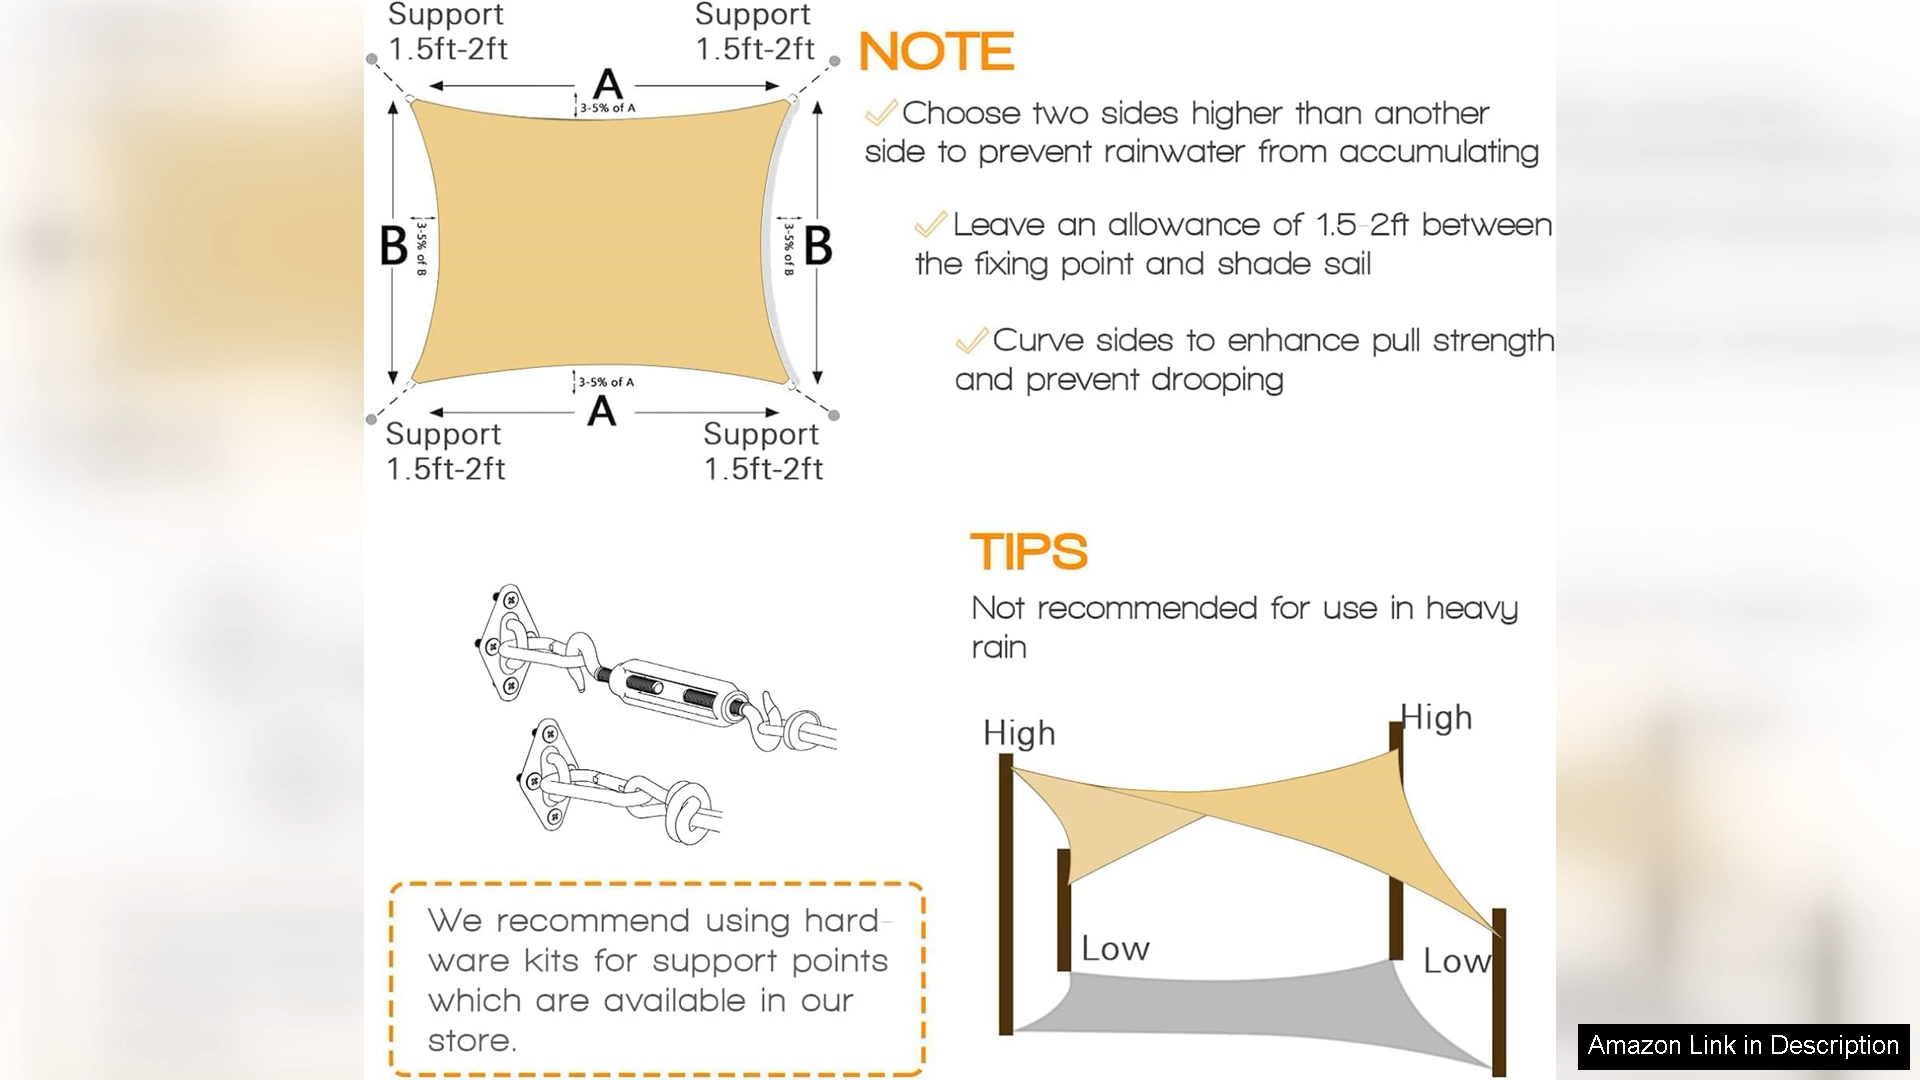 Support
1.5ft-2ft
Support
1.5ft-2ft
A
3-5% of A
B
3-5% of B
3-5% of B
B
3-5% of A
A
Support
1.5ft-2ft
Support
1.5ft-2ft
NOTE
Choose two sides higher than another
side to prevent rainwater from accumulating
Leave an allowance of 1.5-2ft between
the fixing point and shade sail
Curve sides to enhance pull strength
and prevent drooping
We recommend using hard-
ware kits for support points
which are available in our
store.
TIPS
Not recommended for use in heavy
rain
High
High
Low
Low
Amazon Link in Description